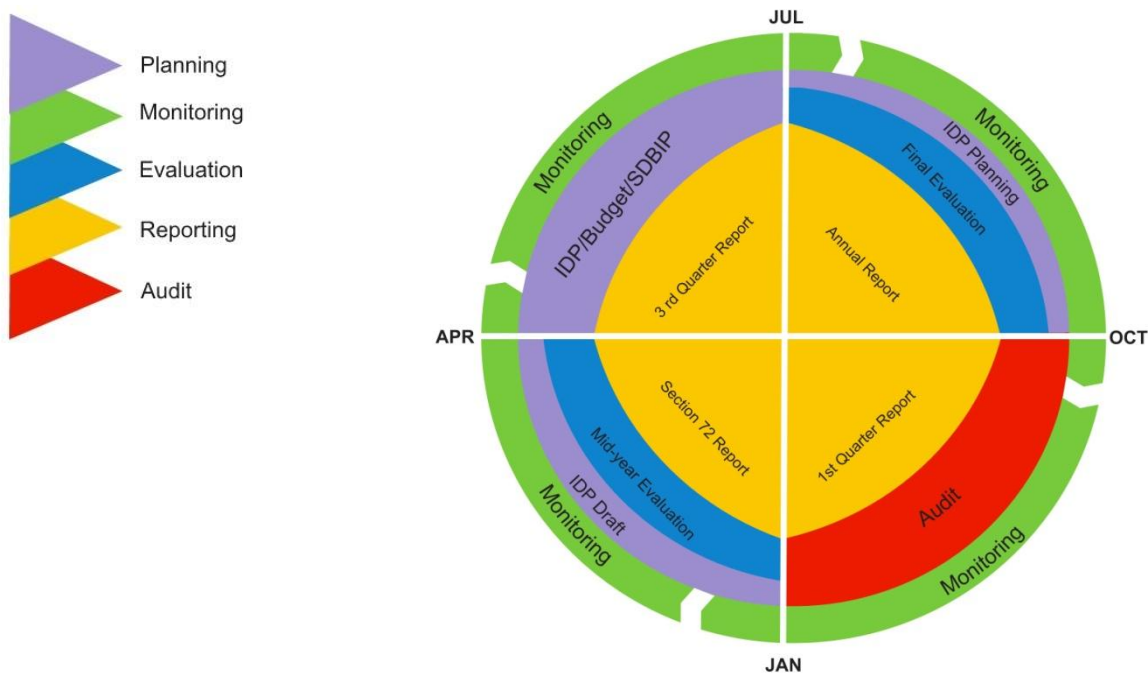 Planning
Monitoring
Evaluation
Reporting
Audit
JUL
Monitoring
IDP/Budget/SDBIP
3 rd Quarter Report
Monitoring
IDP Planning
Final Evaluation
Annual Report
APR
OCT
Section 72 Report
Mid-year Evaluation
IDP Draft
Monitoring
1st Quarter Report
Audit
Monitoring
JAN